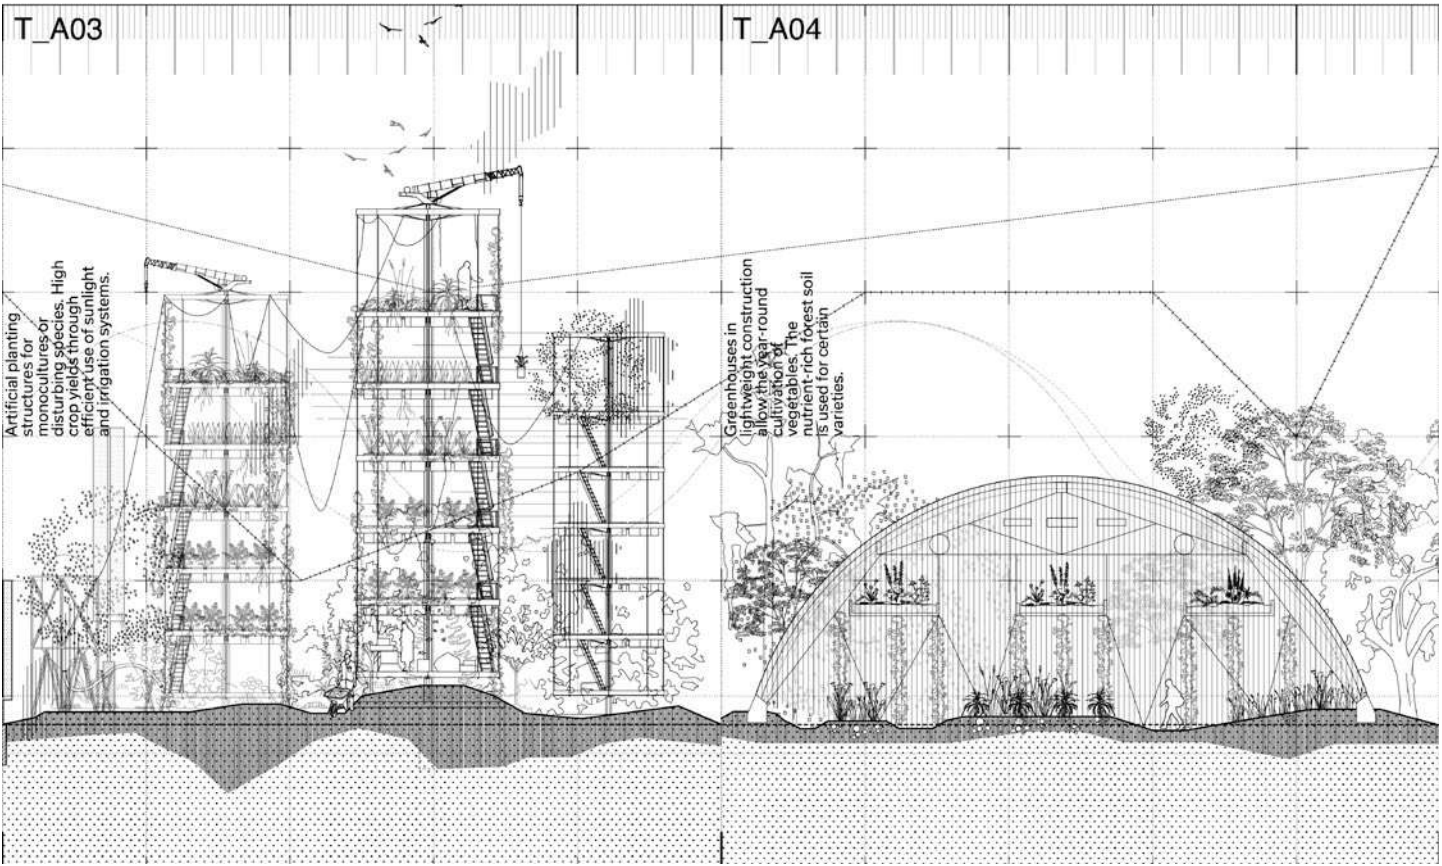 T_A03
Artificial planting
structures for
monocultures or
disturbing species. High
crop yields through
efficient use of sunlight
and irrigation systems.
T_A04
Greenhouses in
lightweight construction
allow the year-round
cultivation of
vegetables. The
nutrient-rich forest soil
is used for certain
varieties.